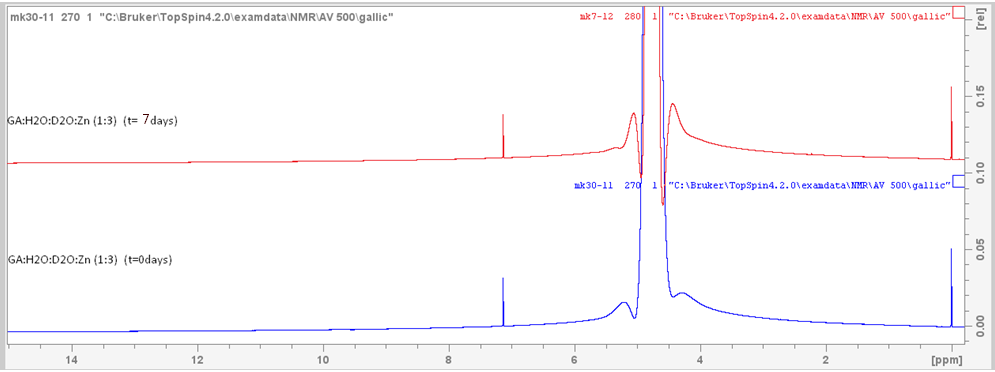 mk30-11 270 1 "C:\Bruker\TopSpin4.2.0\examdata\NMR\AV 500\gallic"
mk7-12 280 1 "C:\Bruker\TopSpin4.2.0\examdata\NMR\AV 500\gallic"
[rel]
0.15
GA:H2O:D2O:Zn (1:3) (t= 7days)
0.10
mk30-11 270 1 "C:\Bruker\TopSpin4.2.0\examdata\NMR\AV 500\gallic"
0.05
GA:H2O:D2O:Zn (1:3) (t=0days)
0.00
14 12 10 8 6 4 2 [ppm]